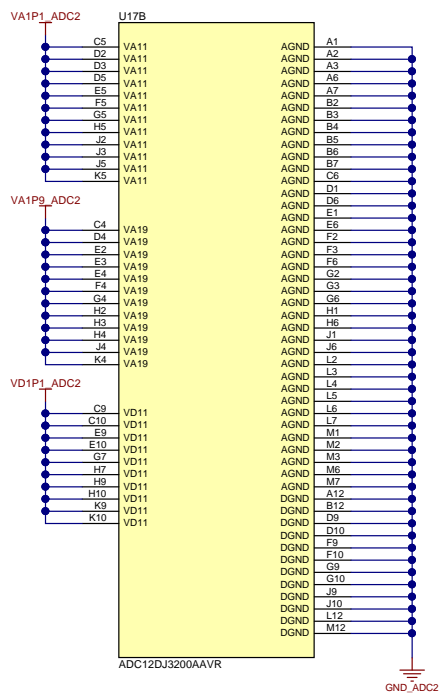 VA1P1_ADC2
U17B
C5 VA11
D2 VA11
D3 VA11
D5 VA11
E5 VA11
F5 VA11
G5 VA11
H5 VA11
J2 VA11
J3 VA11
J5 VA11
K5 VA11
VA1P9_ADC2
C4 VA19
D4 VA19
E2 VA19
E3 VA19
E4 VA19
F4 VA19
G4 VA19
H2 VA19
H3 VA19
H4 VA19
J4 VA19
K4 VA19
VD1P1_ADC2
C9 VD11
C10 VD11
E9 VD11
E10 VD11
G7 VD11
H7 VD11
H9 VD11
H10 VD11
K9 VD11
K10 VD11
AGND A1
AGND A2
AGND A3
AGND A6
AGND A7
AGND B2
AGND B3
AGND B4
AGND B5
AGND B6
AGND B7
AGND C6
AGND D1
AGND D6
AGND E1
AGND E6
AGND F2
AGND F3
AGND F6
AGND G2
AGND G3
AGND G6
AGND H1
AGND H6
AGND J1
AGND J6
AGND L2
AGND L3
AGND L4
AGND L5
AGND L6
AGND L7
AGND M1
AGND M2
AGND M3
AGND M6
AGND M7
DGND A12
DGND B12
DGND D9
DGND D10
DGND F9
DGND F10
DGND G9
DGND G10
DGND J9
DGND J10
DGND L12
DGND M12
ADC12DJ3200AAVR
GND_ADC2